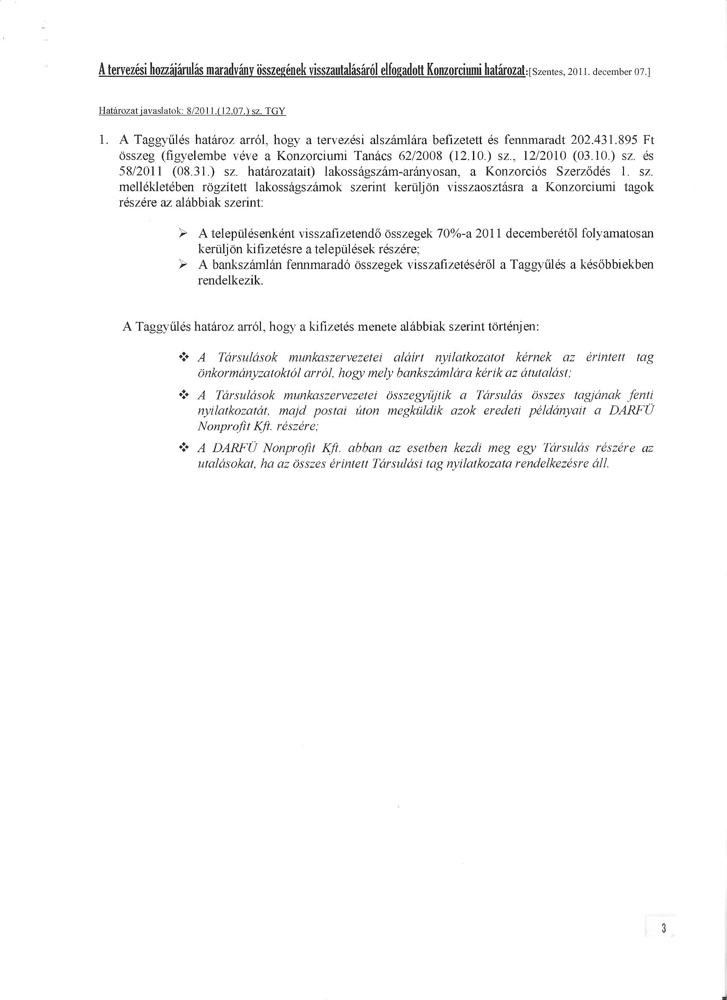 A tervezési hozzájárulás maradvány összegének visszautalásáról elfogadott Konzorciumi határozat:[Szentes, 2011. december 07.]
Határozat javaslatok: 8/2011.(12.07.) sz. TGY
1. A Taggyűlés határoz arról, hogy a tervezési alszámlára befizetett és fennmaradt 202.431.895 Ft
összeg (figyelembe véve a Konzorciumi Tanács 62/2008 (12.10.) sz., 12/2010 (03.10.) sz. és
58/2011 (08.31.) sz. határozatait) lakosságszám-arányosan, a Konzorciós Szerződés 1. sz.
mellékletében rögzített lakosságszámok szerint kerüljön visszaosztásra a Konzorciumi tagok
részére az alábbiak szerint:
➢ A településenként visszafizetendő összegek 70%-a 2011 decemberétől folyamatosan
kerüljön kifizetésre a települések részére;
➢ A bankszámlán fennmaradó összegek visszafizetéséről a Taggyűlés a későbbiekben
rendelkezik.
A Taggyűlés határoz arról, hogy a kifizetés menete alábbiak szerint történjen:
❖ A Társulások munkaszervezetei aláírt nyilatkozatot kérnek az érintett tag
önkormányzatoktól arról, hogy mely bankszámlára kérik az átutalást;
❖ A Társulások munkaszervezetei összegyűjtik a Társulás összes tagjának fenti
nyilatkozatát, majd postai úton megküldik azok eredeti példányait a DARFÜ
Nonprofit Kft. részére;
❖ A DARFÜ Nonprofit Kft. abban az esetben kezdi meg egy Társulás részére az
utalásokat, ha az összes érintett Társulási tag nyilatkozata rendelkezésre áll.
3